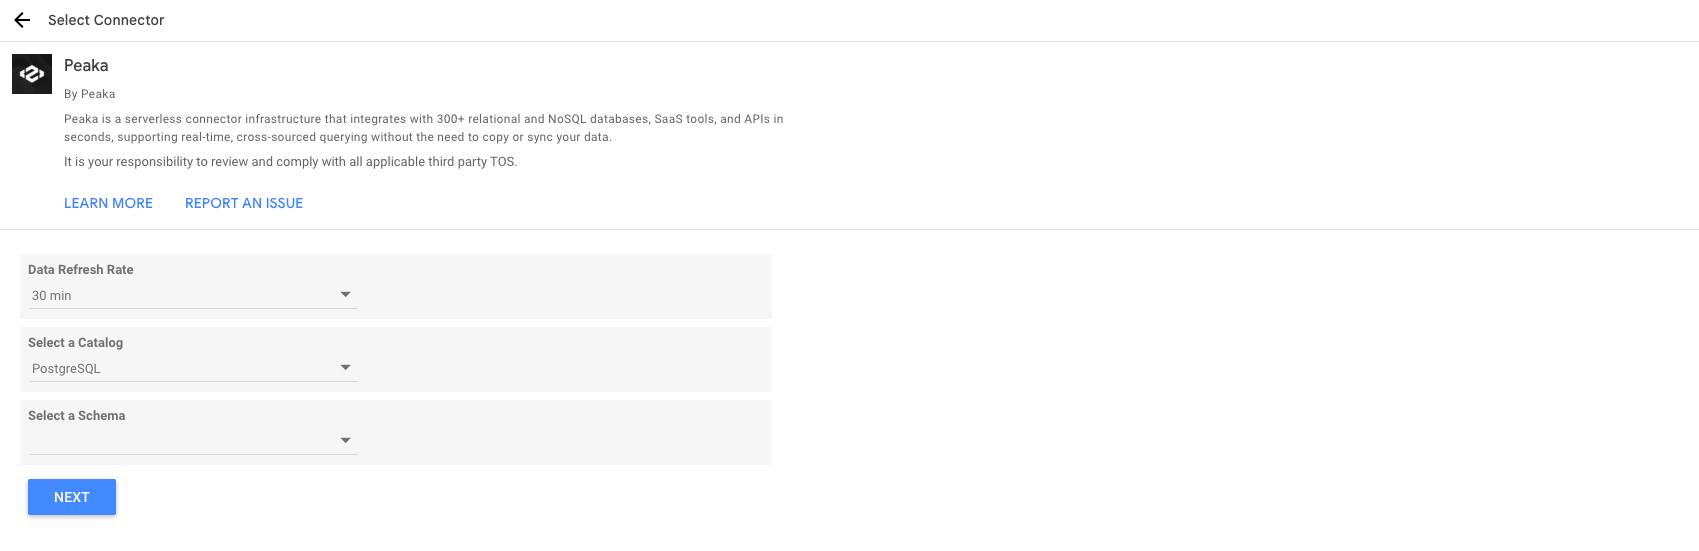 Select Connector
Peaka
By Peaka
Peaka is a serverless connector infrastructure that integrates with 300+ relational and NoSQL databases, SaaS tools, and APIs in
seconds, supporting real-time, cross-sourced querying without the need to copy or sync your data.
It is your responsibility to review and comply with all applicable third party TOS.
LEARN MORE REPORT AN ISSUE
Data Refresh Rate
30 min
Select a Catalog
PostgreSQL
Select a Schema
NEXT